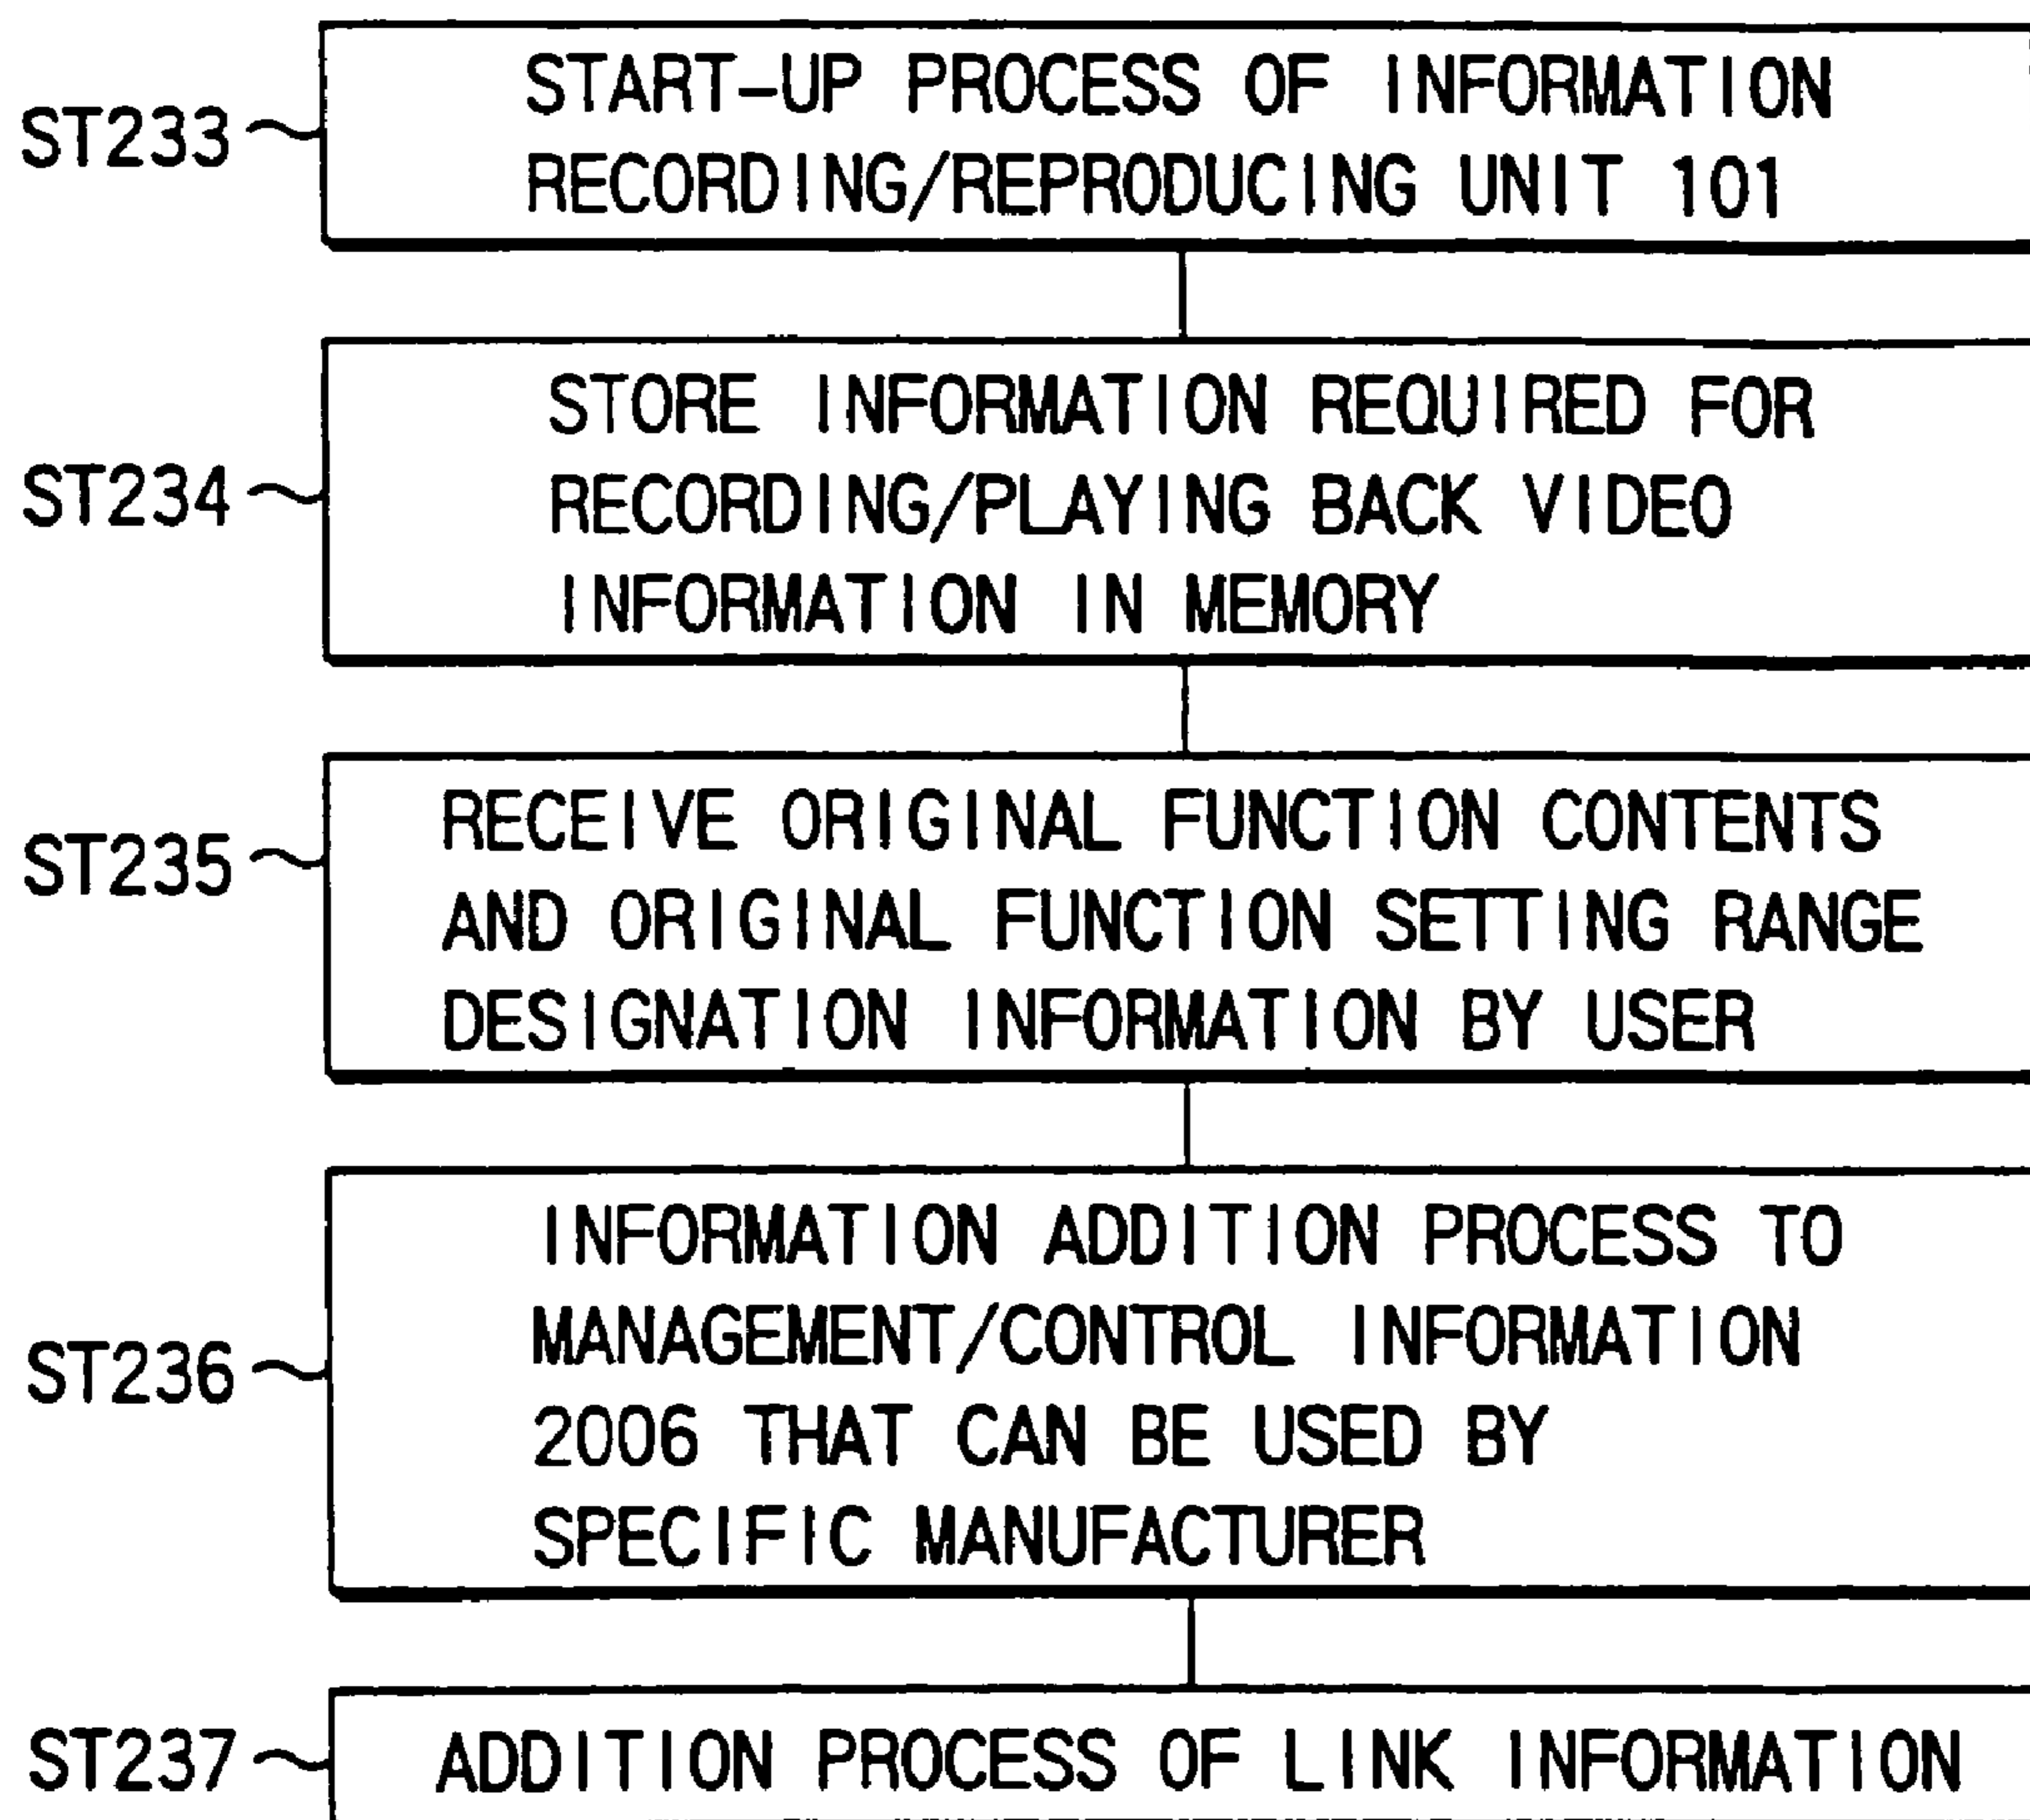 START-UP PROCESS OF INFORMATION
ST233
RECORDING/REPRODUCING UNIT 101
STORE INFORMATION REQUIRED FOR
ST234
RECORDING/PLAYING BACK VIDEO
INFORMATION IN MEMORY
RECEIVE ORIGINAL FUNCTION CONTENTS
ST235
AND ORIGINAL FUNCTION SETTING RANGE
DESIGNATION INFORMATION BY USER
INFORMATION ADDITION PROCESS TO
MANAGEMENT/CONTROL INFORMATION
ST236
2006 THAT CAN BE USED BY
SPECIFIC MANUFACTURER
ST237
ADDITION PROCESS OF LINK INFORMATION